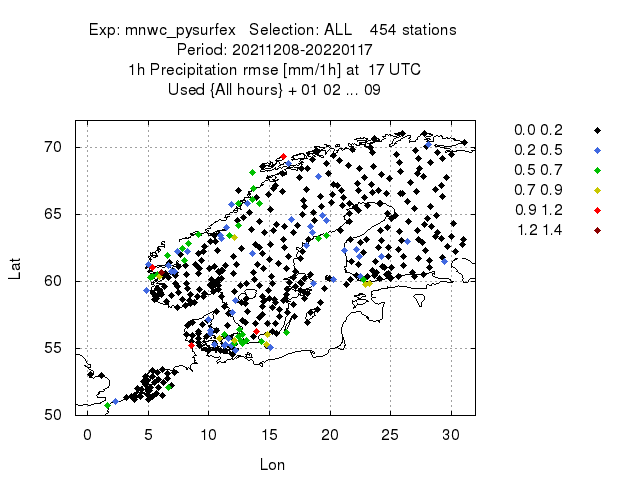 Exp: mnwc_pysurfex   Selection: ALL    454 stations
Period: 20211208-20220117
1h Precipitation rmse [mm/1h] at  17 UTC
Used {All hours} + 01 02 ... 09
0.0 0.2
0.2 0.5
0.5 0.7
0.7 0.9
0.9 1.2
1.2 1.4
Lat
70
65
60
55
50
0 5 10 15 20 25 30
Lon